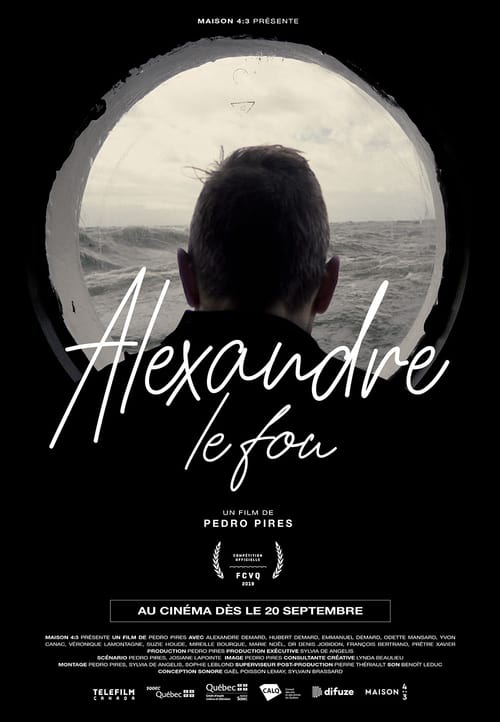 MAISON 4:3 PRÉSENTE
Alexandre
le fou
UN FILM DE
PEDRO PIRES
COMPÉTITION
OFFICIELLE
FCVQ
2019
AU CINÉMA DÈS LE 20 SEPTEMBRE
MAISON 4:3 PRÉSENTE UN FILM DE PEDRO PIRES AVEC ALEXANDRE DEMARD, HUBERT DEMARD, EMMANUEL DEMARD, ODETTE MANSARD, YVON
CANAC, VÉRONIQUE LAMONTAGNE, SUZIE HOUDE, MIREILLE BOURQUE, MARIE NOËL, DR DENIS JOBIDON, FRANÇOIS BERTRAND, PRÊTRE XAVIER
PRODUCTION PEDRO PIRES PRODUCTION EXÉCUTIVE SYLVIA DE ANGELIS
SCÉNARIO PEDRO PIRES, JOSIANE LAPOINTE IMAGE PEDRO PIRES CONSULTANTE CRÉATIVE LYNDA BEAULIEU
MONTAGE PEDRO PIRES, SYLVIA DE ANGELIS, SOPHIE LEBLOND SUPERVISEUR POST-PRODUCTION PIERRE THÉRIAULT SON BENOÎT LEDUC
CONCEPTION SONORE GAËL POISSON LEMAY, SYLVAIN BRASSARD
TELEFILM
CANADA
SODEC
Québec
Québec
CALQ
difuze
MAISON 4:3